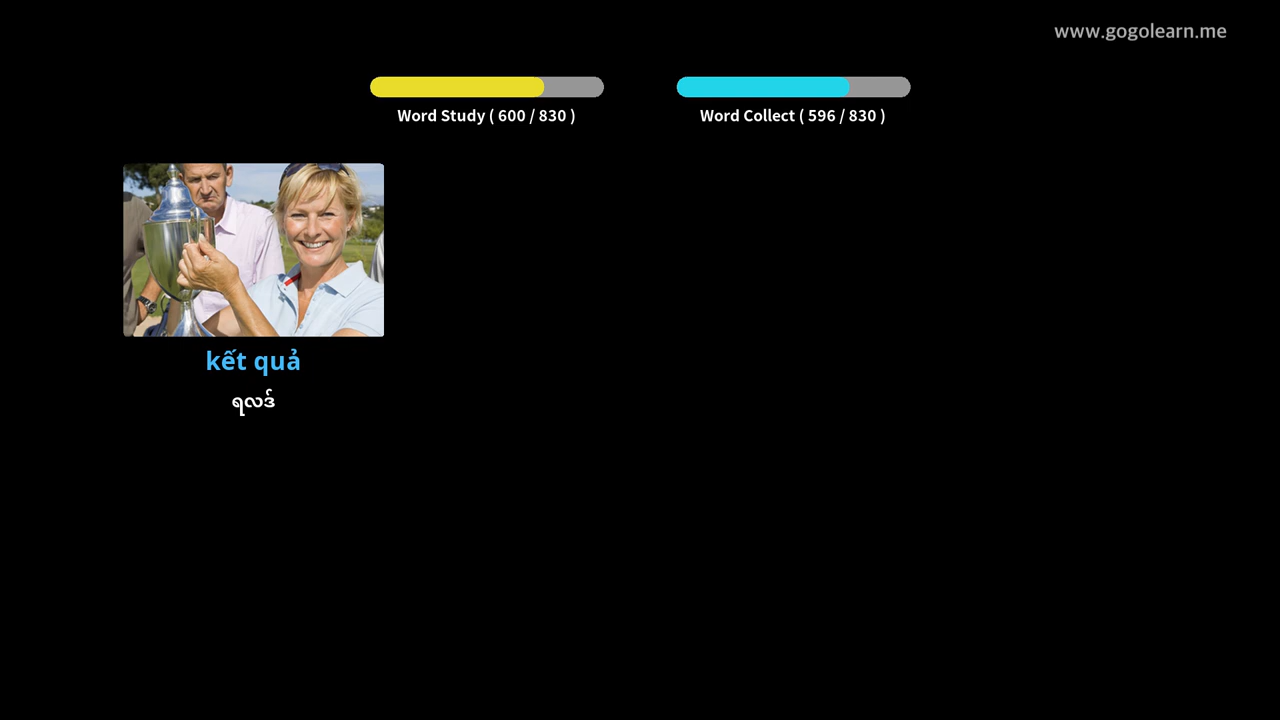 www.gogolearn.me
Word Study ( 600 / 830 )
Word Collect ( 596 / 830 )
kết quả
ရလဒ်